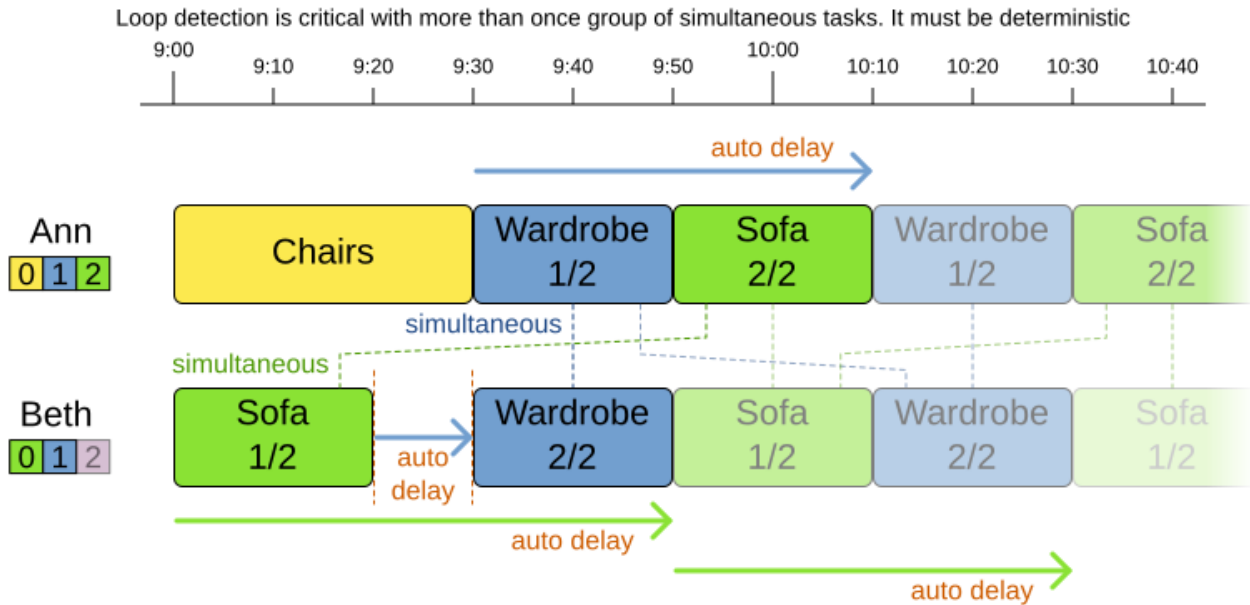 Loop detection is critical with more than once group of simultaneous tasks. It must be deterministic
9:00
9:10
9:20
9:30
9:40
9:50
10:00
10:10
10:20
10:30
10:40
auto delay
Ann
0 1 2
Chairs
Wardrobe
1/2
Sofa
2/2
Wardrobe
1/2
Sofa
2/2
simultaneous
simultaneous
Beth
0 1 2
Sofa
1/2
auto
delay
Wardrobe
2/2
Sofa
1/2
Wardrobe
2/2
Sofa
1/2
auto delay
auto delay